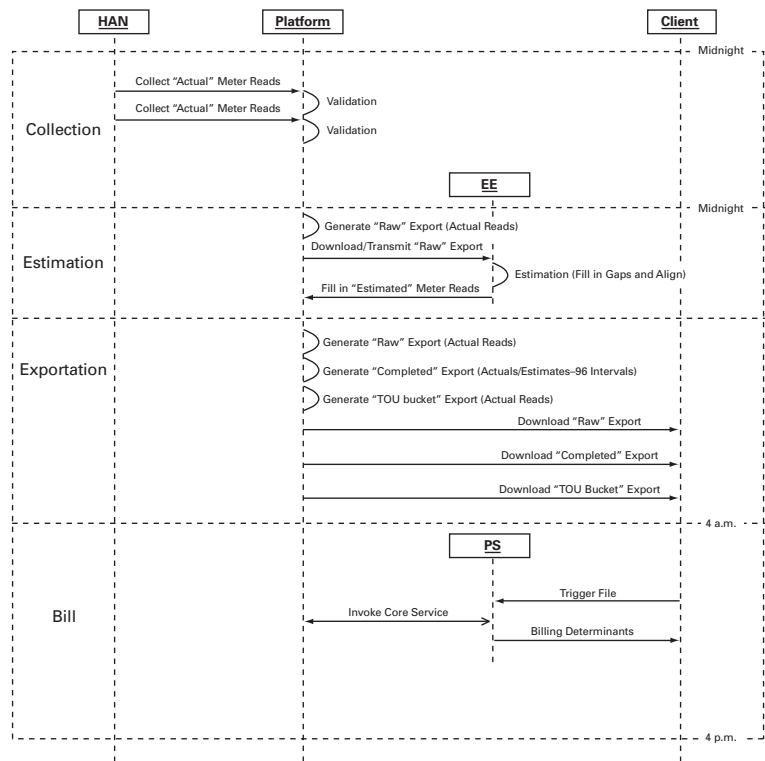 HAN
Platform
Client
Midnight
Collect “Actual” Meter Reads
Validation
Collect “Actual” Meter Reads
Validation
Collection
EE
Midnight
Generate “Raw” Export (Actual Reads)
Download/Transmit “Raw” Export
Estimation
Estimation (Fill in Gaps and Align)
Fill in “Estimated” Meter Reads
Generate “Raw” Export (Actual Reads)
Exportation
Generate “Completed” Export (Actuals/Estimates–96 Intervals)
Generate “TOU bucket” Export (Actual Reads)
Download “Raw” Export
Download “Completed” Export
Download “TOU Bucket” Export
4 a.m.
PS
Trigger File
Bill
Invoke Core Service
Billing Determinants
4 p.m.